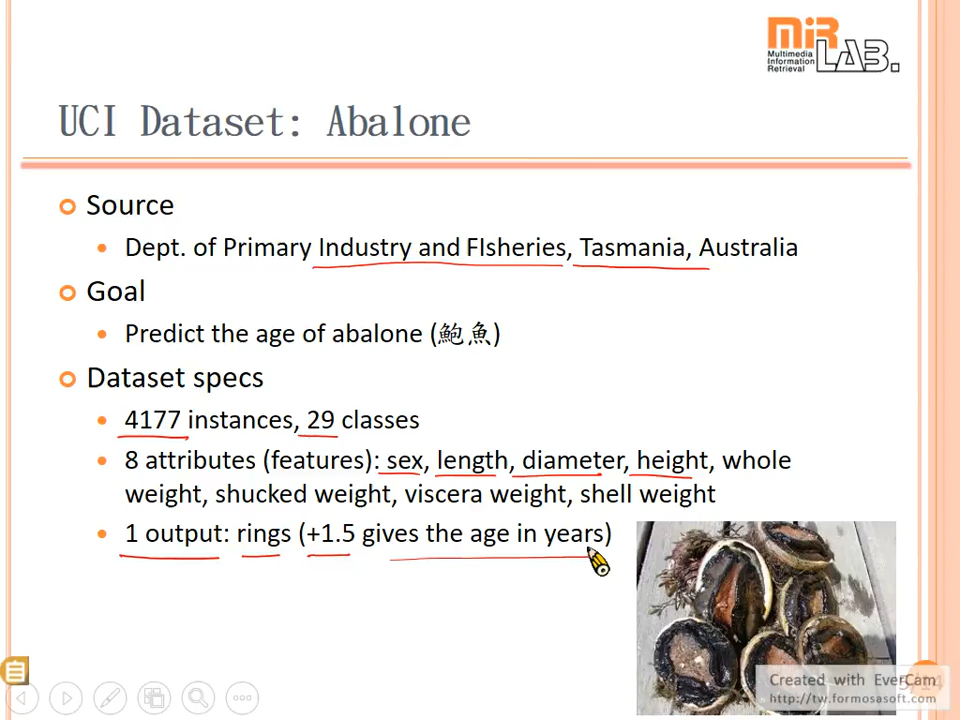 MIR
Multimedia
Information
Retrieval
LAB.
UCI Dataset: Abalone
Source
Dept. of Primary Industry and FIsheries, Tasmania, Australia
Goal
Predict the age of abalone (鮑魚)
Dataset specs
4177 instances, 29 classes
8 attributes (features): sex, length, diameter, height, whole
weight, shucked weight, viscera weight, shell weight
1 output: rings (+1.5 gives the age in years)
Created with EverCam
http://tw.formosasoft.com